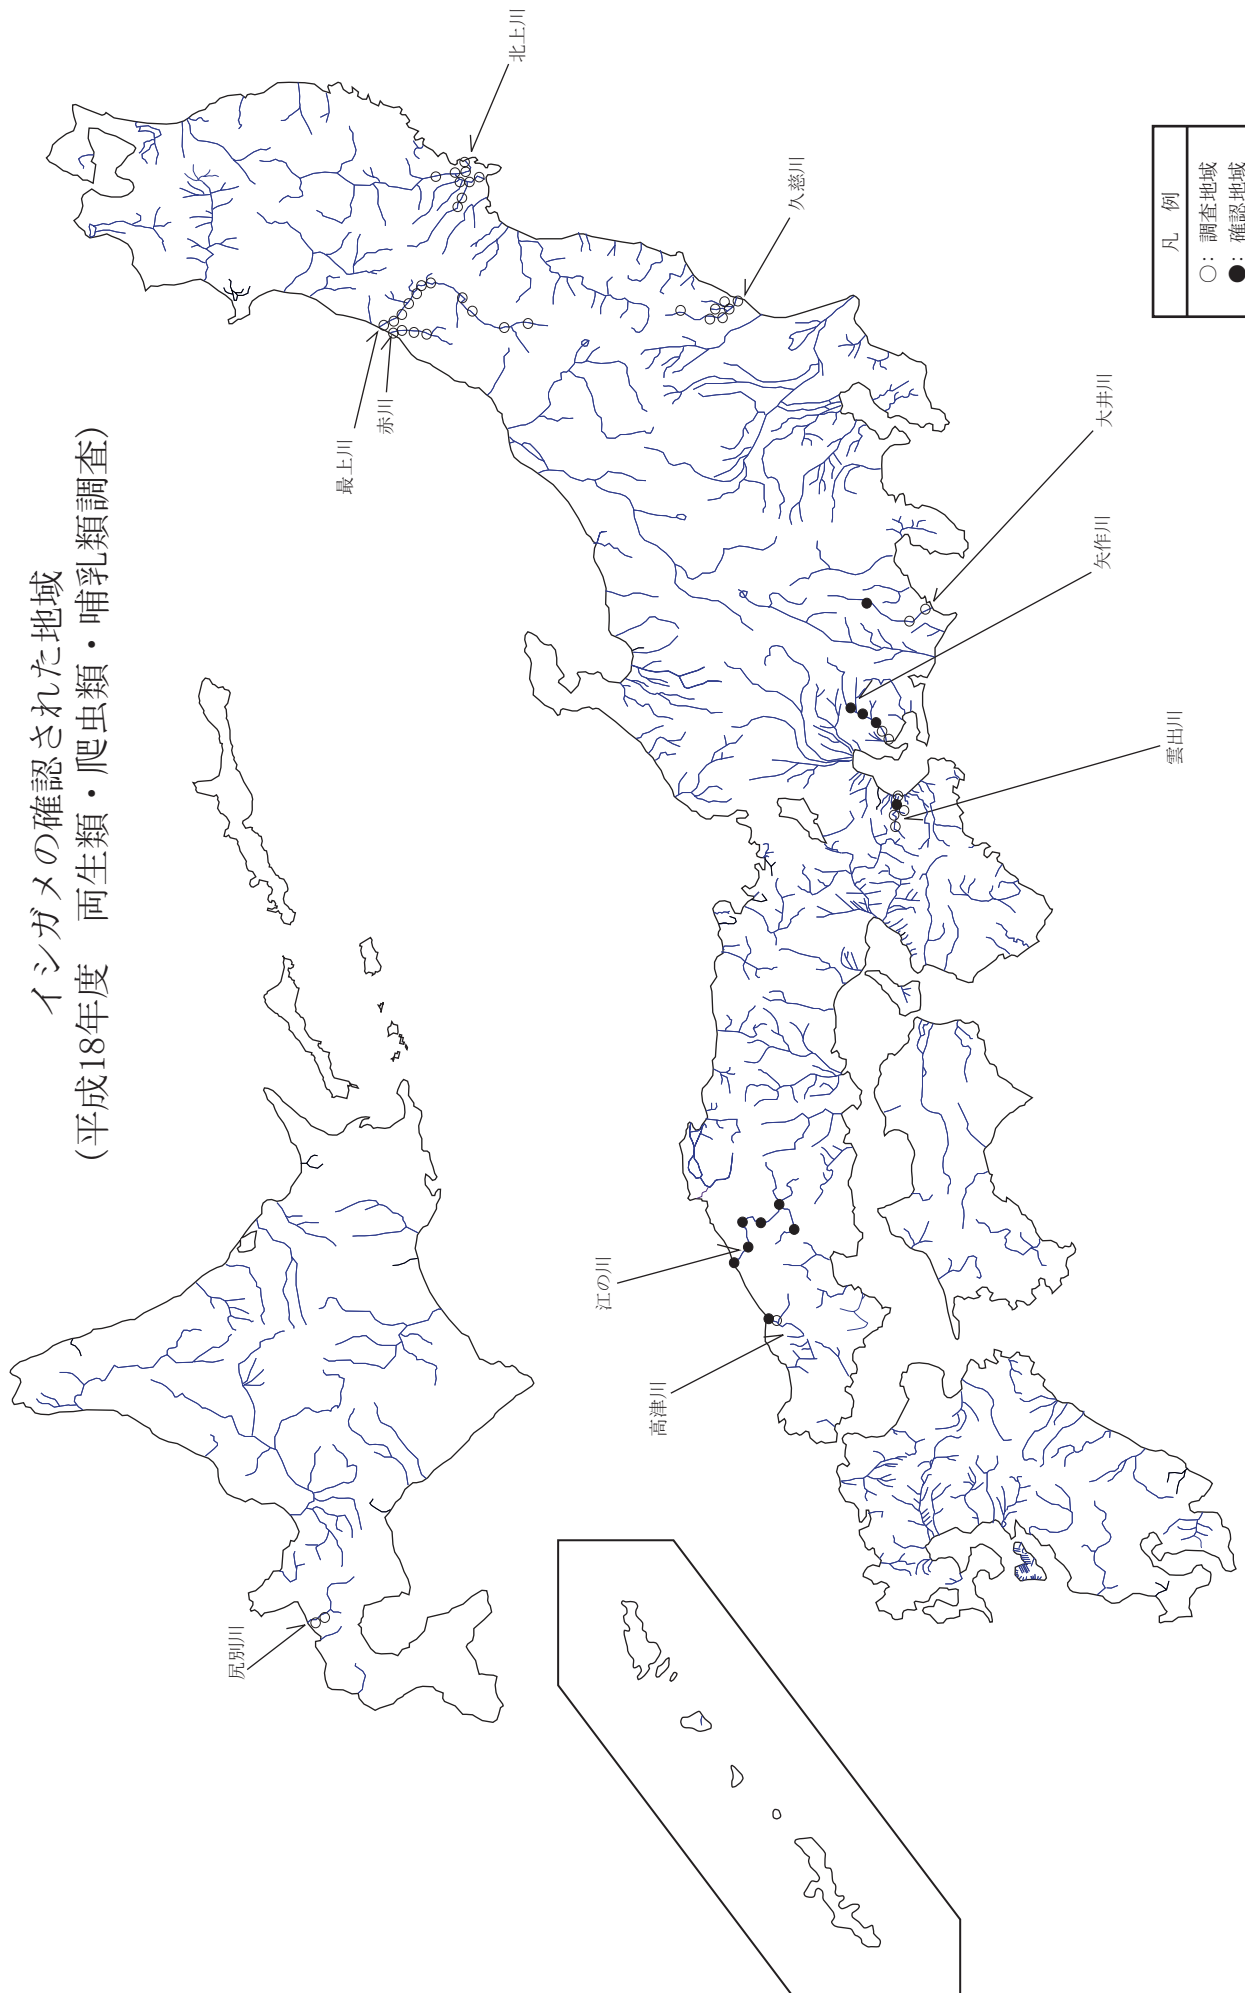 イシガメの確認された地域
(平成18年度　両生類・爬虫類・哺乳類調査)
尻別川
最上川
赤川
北上川
久慈川
江の川
高津川
大井川
矢作川
雲出川
凡　例
○：調査地域
●：確認地域